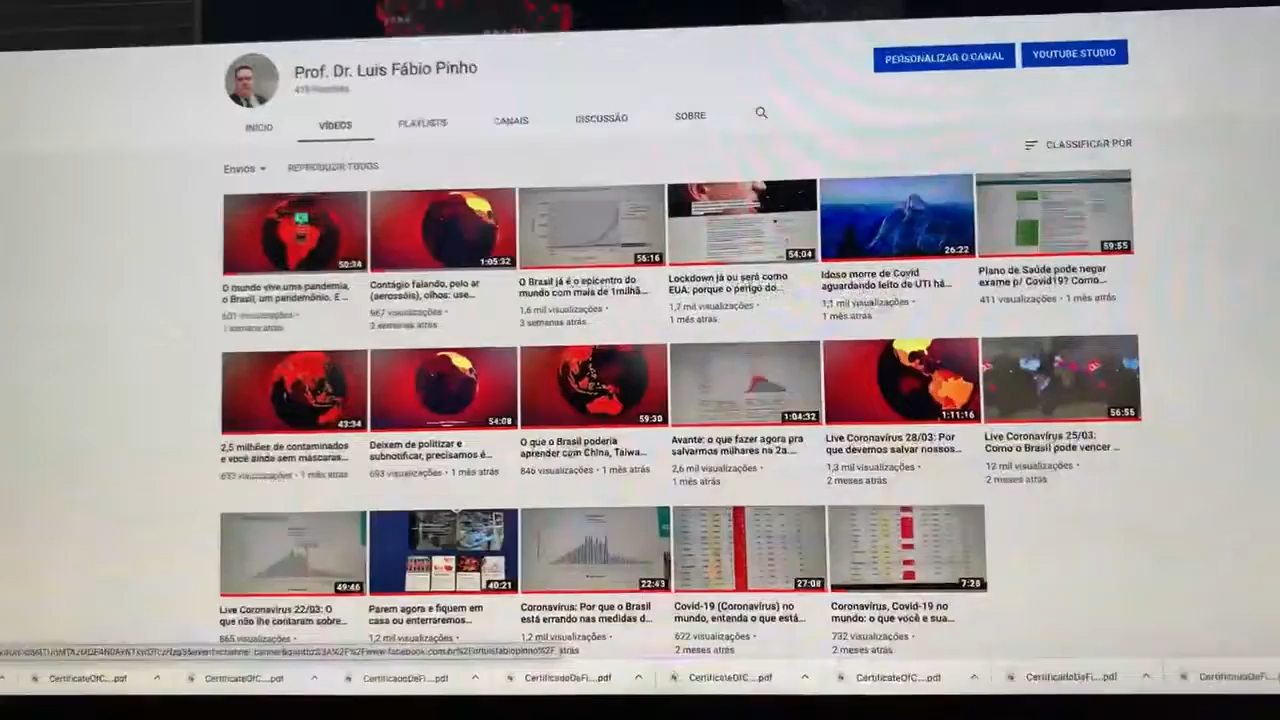 Prof. Dr. Luis Fábio Pinho
PERSONALIZAR O CANAL
YOUTUBE STUDIO
INÍCIO
VÍDEOS
PLAYLISTS
CANAIS
DISCUSSÃO
SOBRE
Envios
REPRODUZIR TODOS
CLASSIFICAR POR
50:34
1:05:32
56:16
54:04
26:22
59:55
O mundo vive uma pandemia,
o Brasil, um pandemônio. E...
601 visualizações •
1 semana atrás
Contágio falando, pelo ar
(aerossóis), olhos: use...
967 visualizações •
2 semanas atrás
O Brasil já é o epicentro do
mundo com mais de 1milhã...
1,6 mil visualizações •
3 semanas atrás
Lockdown já ou será como
EUA: porque o perigo do...
1,7 mil visualizações •
1 mês atrás
Idoso morre de Covid
aguardando leito de UTI há...
1,1 mil visualizações •
1 mês atrás
Plano de Saúde pode negar
exame p/ Covid19? Como...
411 visualizações • 1 mês atrás
43:34
54:08
59:30
1:04:32
1:11:16
56:55
2,5 milhões de contaminados
e você ainda sem máscaras...
visualizações • 1 mês atrás
Deixem de politizar e
subnotificar, precisamos é...
693 visualizações • 1 mês atrás
O que o Brasil poderia
aprender com China, Taiwa...
846 visualizações • 1 mês atrás
Avante: o que fazer agora pra
salvarmos milhares na 2a....
2,6 mil visualizações •
1 mês atrás
Live Coronavírus 28/03: Por
que devemos salvar nossos...
1,3 mil visualizações •
2 meses atrás
Live Coronavírus 25/03:
Como o Brasil pode vencer ...
12 mil visualizações •
2 meses atrás
49:46
40:21
22:43
27:08
7:28
Live Coronavírus 22/03: O
que não lhe contaram sobre...
865 visualizações •
Parem agora e fiquem em
casa ou enterraremos...
1,2 mil visualizações •
Coronavírus: Por que o Brasil
está errando nas medidas d...
1,2 mil visualizações •
atrás
Covid-19 (Coronavírus) no
mundo, entenda o que está...
622 visualizações •
2 meses atrás
Coronavírus, Covid-19 no
mundo: o que você e sua...
732 visualizações •
2 meses atrás
CertificateOfC....pdf
CertificateOfC....pdf
CertificadoDeFi....pdf
CertificadoDeFi....pdf
CertificateOfC....pdf
CertificateOfC....pdf
CertificadoDeFi....pdf